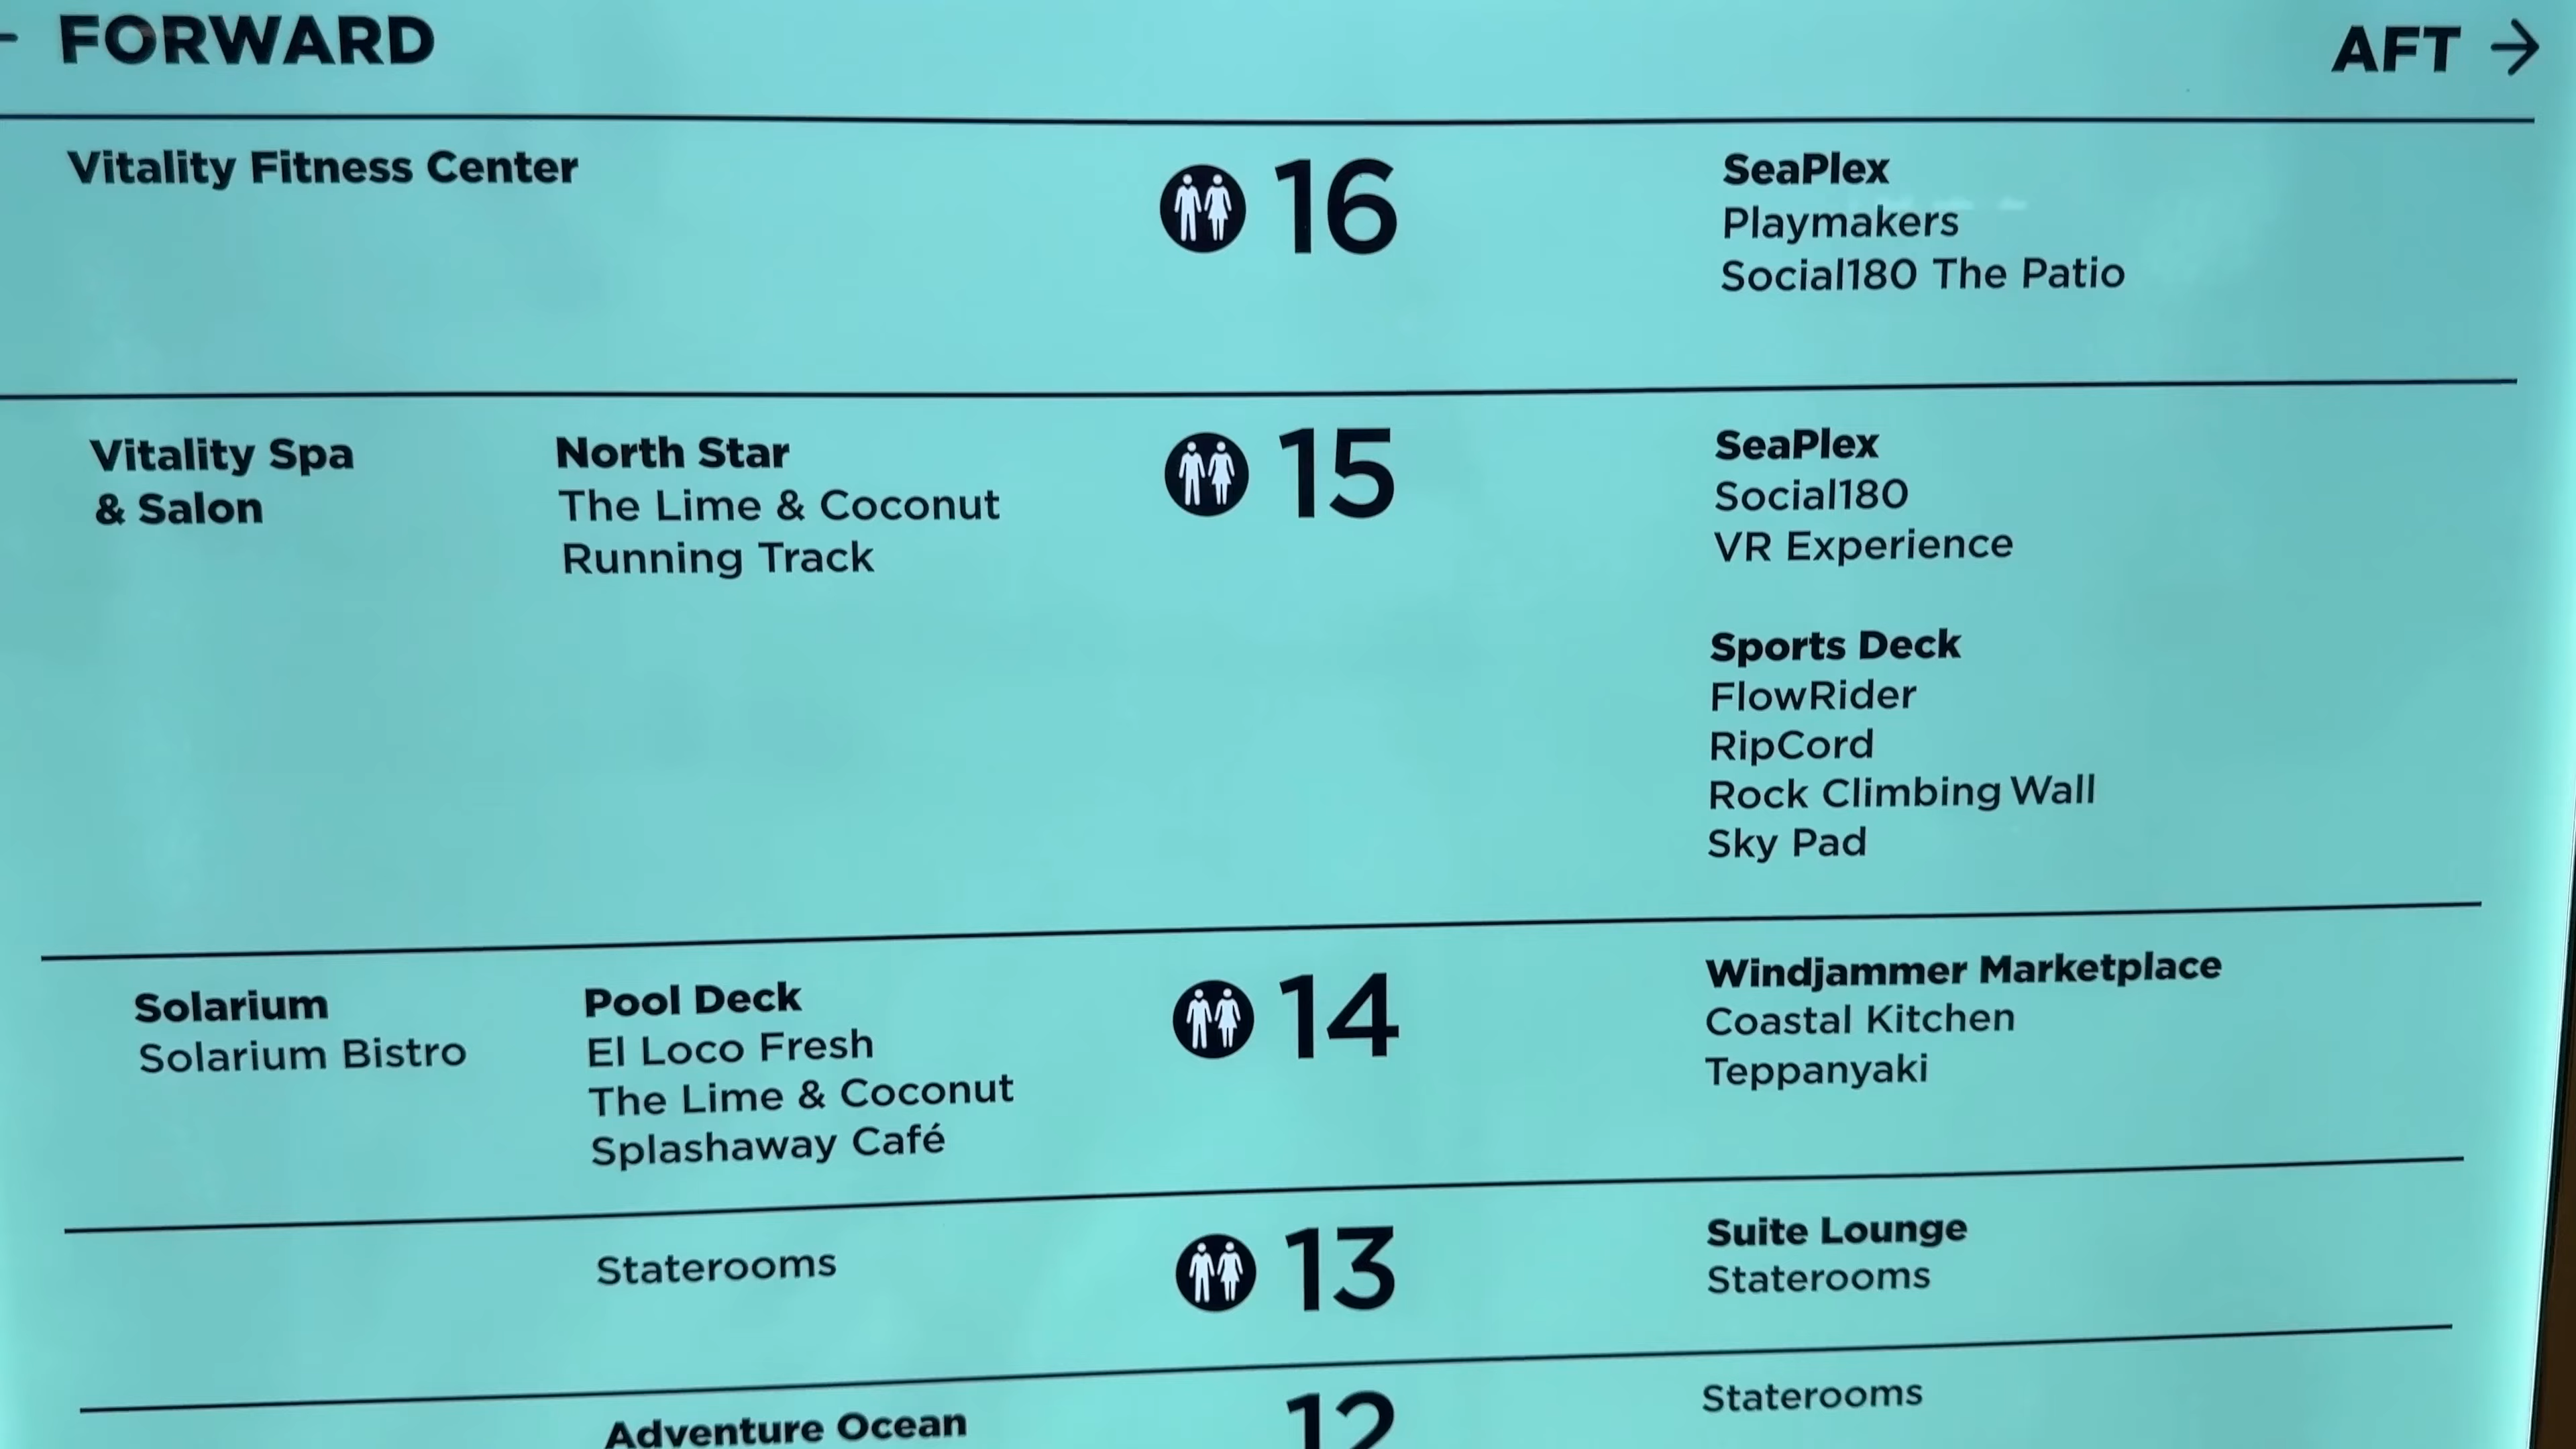 FORWARD
AFT →
Vitality Fitness Center
16
SeaPlex
Playmakers
Social180 The Patio
Vitality Spa
& Salon
North Star
The Lime & Coconut
Running Track
15
SeaPlex
Social180
VR Experience
Sports Deck
FlowRider
RipCord
Rock Climbing Wall
Sky Pad
Solarium
Solarium Bistro
Pool Deck
El Loco Fresh
The Lime & Coconut
Splashaway Café
14
Windjammer Marketplace
Coastal Kitchen
Teppanyaki
Staterooms
13
Suite Lounge
Staterooms
Adventure Ocean
12
Staterooms